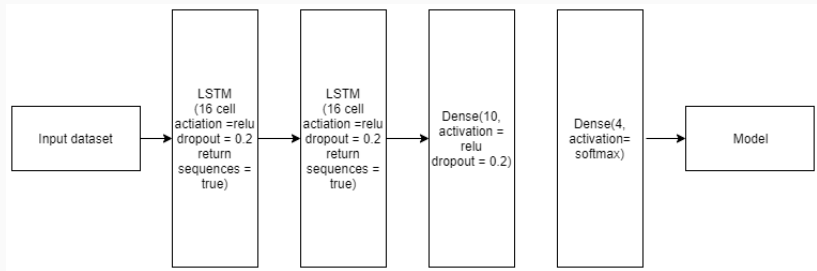 Input dataset
LSTM
(16 cell
actiation =relu
dropout = 0.2
return
sequences =
true)
LSTM
(16 cell
actiation =relu
dropout = 0.2
return
sequences =
true)
Dense(10,
activation =
relu
dropout = 0.2)
Dense(4,
activation=
softmax)
Model